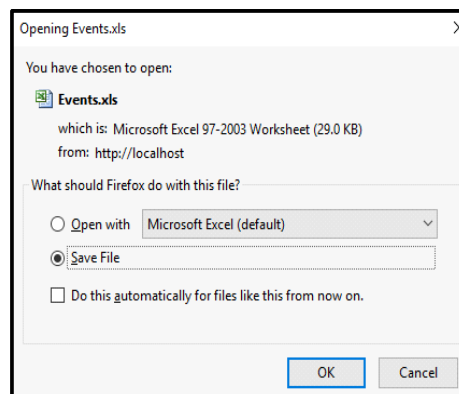 Opening Events.xls
You have chosen to open:
Events.xls
which is: Microsoft Excel 97-2003 Worksheet (29.0 KB)
from: http://localhost
What should Firefox do with this file?
Open with Microsoft Excel (default)
Save File
Do this automatically for files like this from now on.
OK Cancel